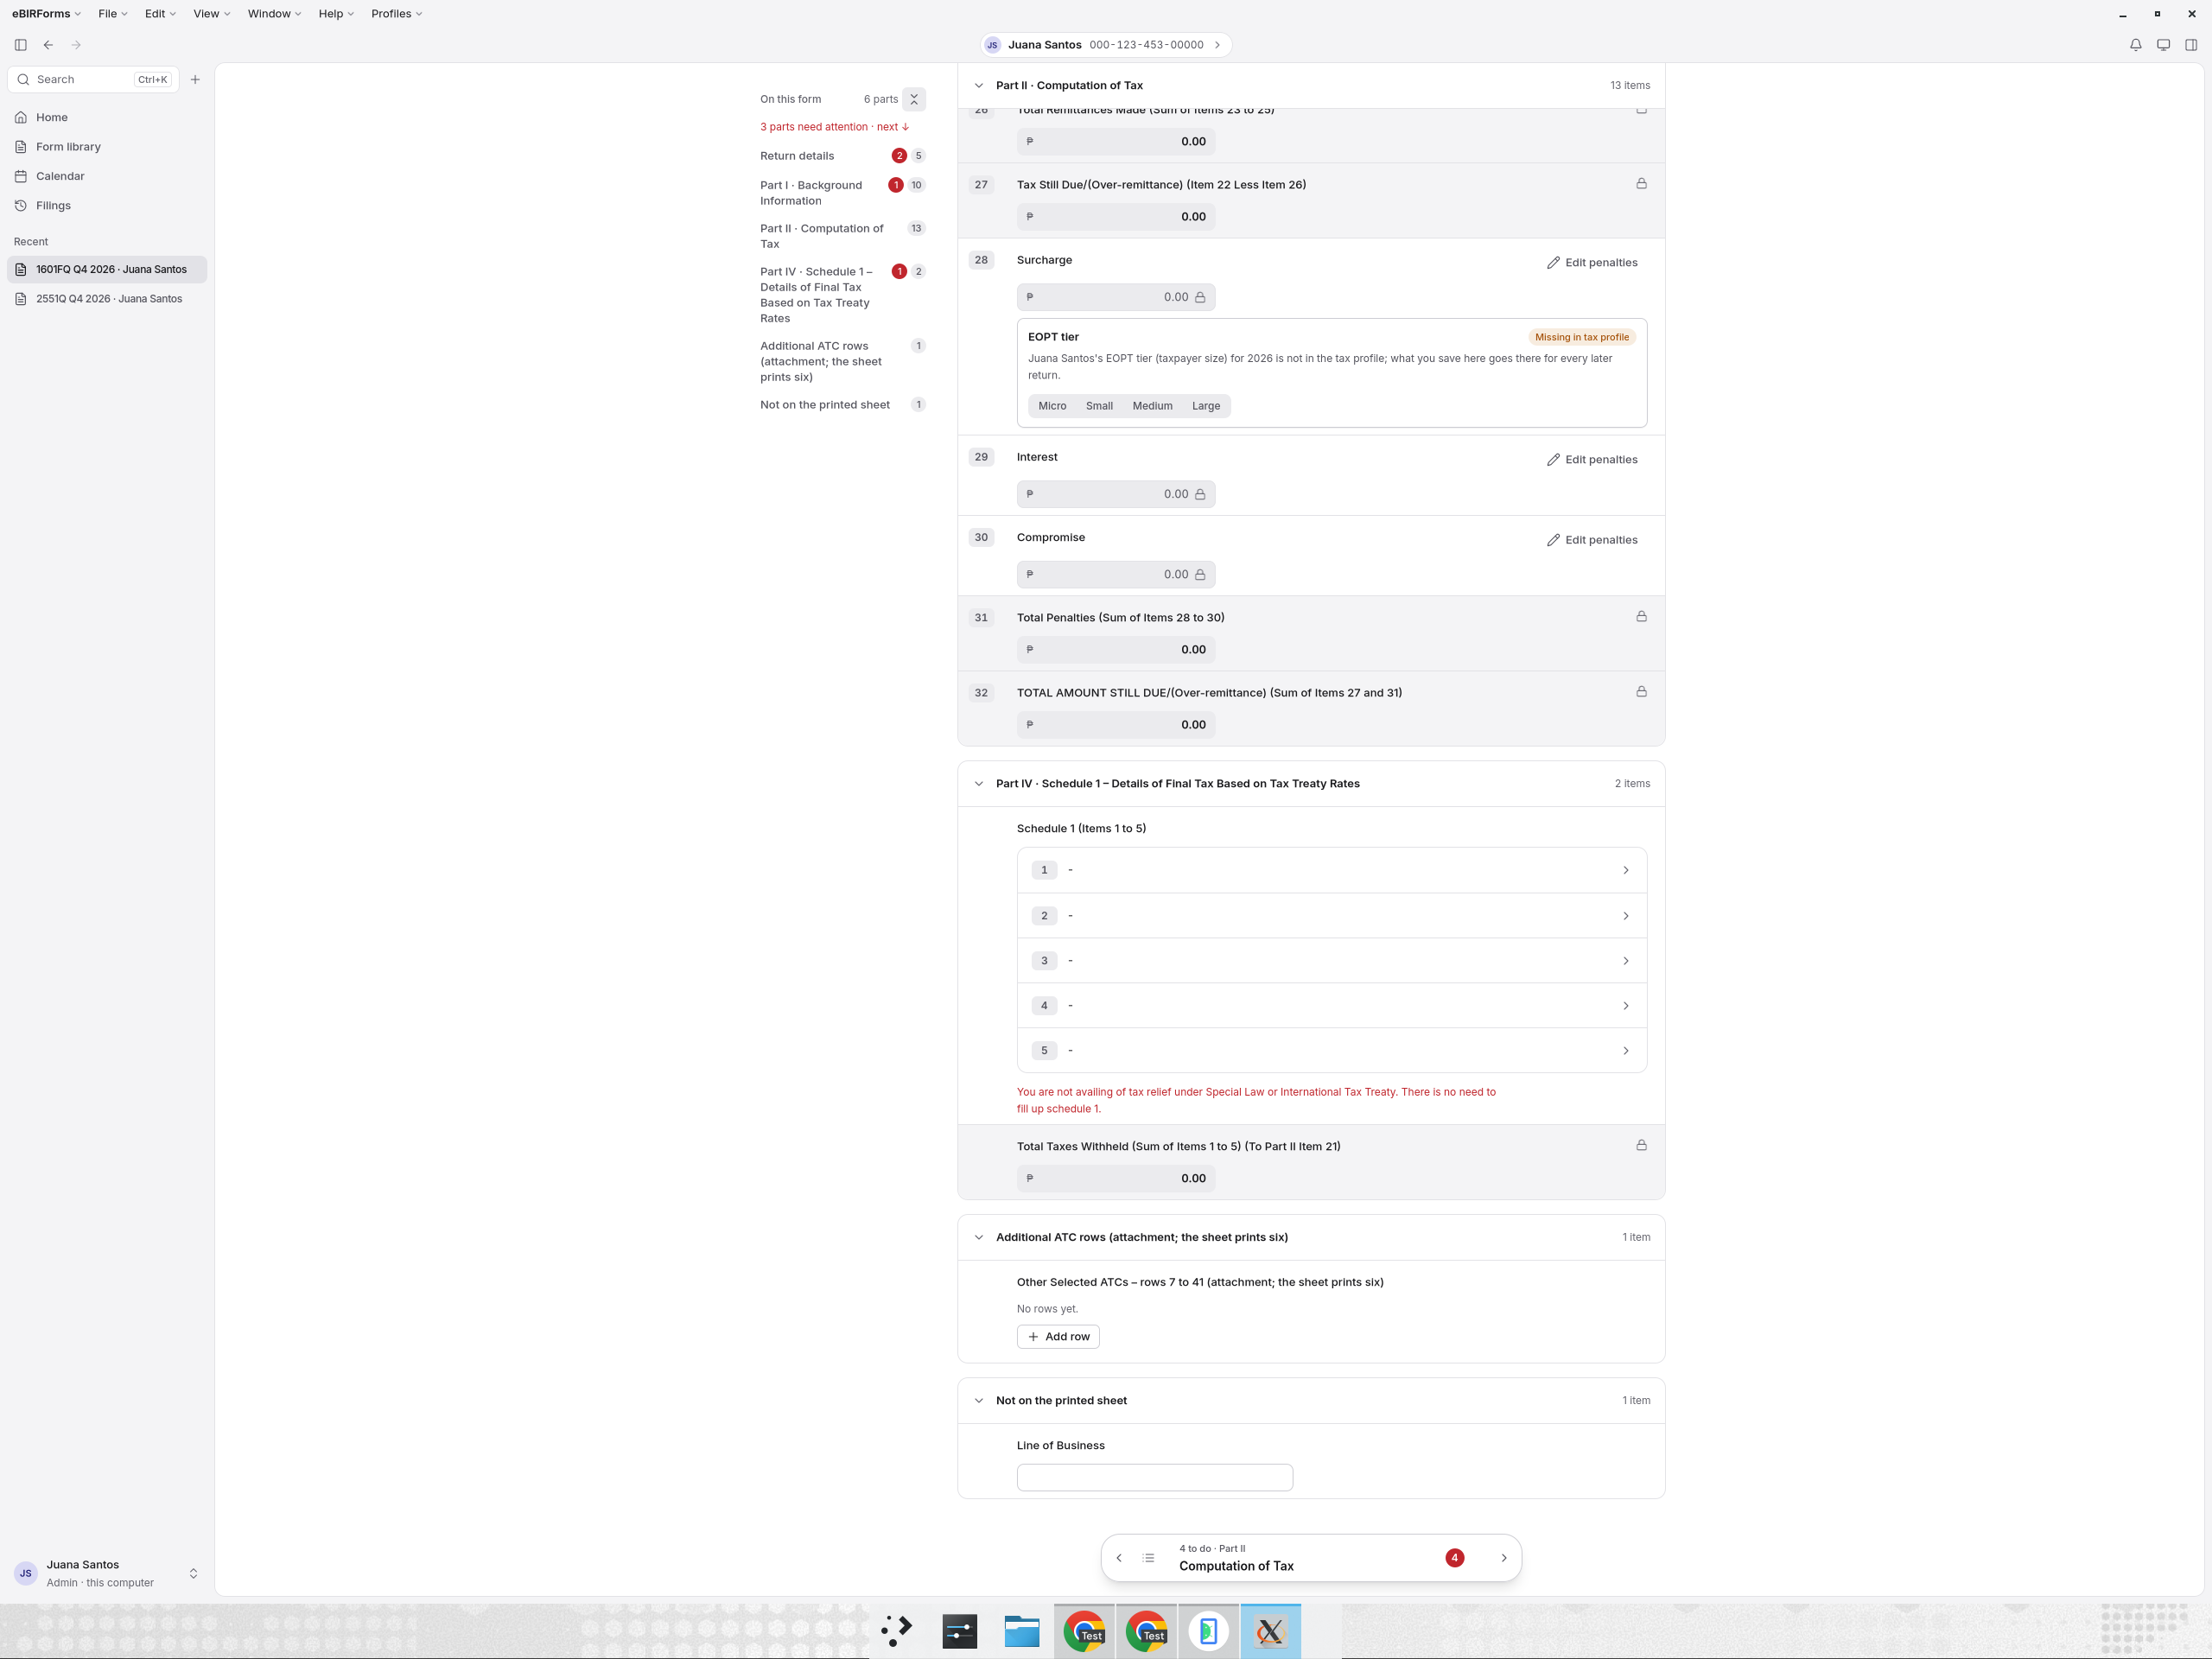 eBIRForms File Edit View Window Help Profiles
JS Juana Santos 000-123-453-00000
Search Ctrl+K
Home
Form library
Calendar
Filings
Recent
1601FQ Q4 2026 · Juana Santos
2551Q Q4 2026 · Juana Santos
On this form 6 parts
3 parts need attention · next ↓
Return details 2 5
Part I · Background 1 10
Information
Part II · Computation of 13
Tax
Part IV · Schedule 1 – 1 2
Details of Final Tax
Based on Tax Treaty
Rates
Additional ATC rows 1
(attachment; the sheet
prints six)
Not on the printed sheet 1
Part II · Computation of Tax 13 items
26 Total Remittances Made (Sum of Items 23 to 25)
₱ 0.00
27 Tax Still Due/(Over-remittance) (Item 22 Less Item 26)
₱ 0.00
28 Surcharge Edit penalties
₱ 0.00
EOPT tier Missing in tax profile
Juana Santos's EOPT tier (taxpayer size) for 2026 is not in the tax profile; what you save here goes there for every later
return.
Micro Small Medium Large
29 Interest Edit penalties
₱ 0.00
30 Compromise Edit penalties
₱ 0.00
31 Total Penalties (Sum of Items 28 to 30)
₱ 0.00
32 TOTAL AMOUNT STILL DUE/(Over-remittance) (Sum of Items 27 and 31)
₱ 0.00
Part IV · Schedule 1 – Details of Final Tax Based on Tax Treaty Rates 2 items
Schedule 1 (Items 1 to 5)
1 -
2 -
3 -
4 -
5 -
You are not availing of tax relief under Special Law or International Tax Treaty. There is no need to
fill up schedule 1.
Total Taxes Withheld (Sum of Items 1 to 5) (To Part II Item 21)
₱ 0.00
Additional ATC rows (attachment; the sheet prints six) 1 item
Other Selected ATCs – rows 7 to 41 (attachment; the sheet prints six)
No rows yet.
+ Add row
Not on the printed sheet 1 item
Line of Business
4 to do · Part II
Computation of Tax 4
JS Juana Santos
Admin · this computer
Test Test